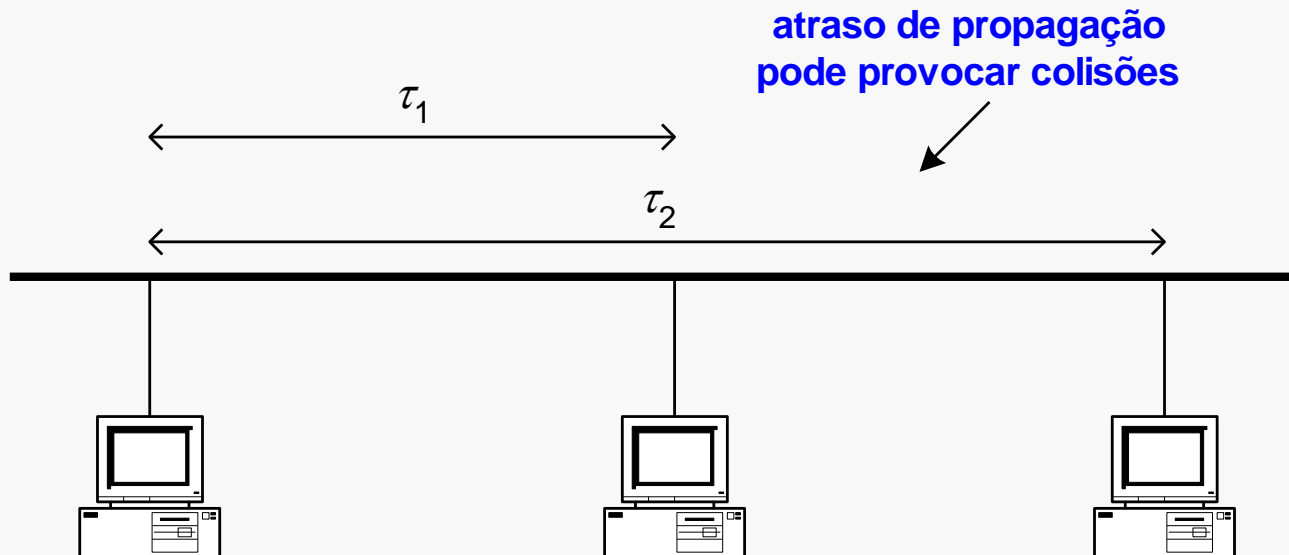 atraso de propagação
pode provocar colisões
τ1
τ2